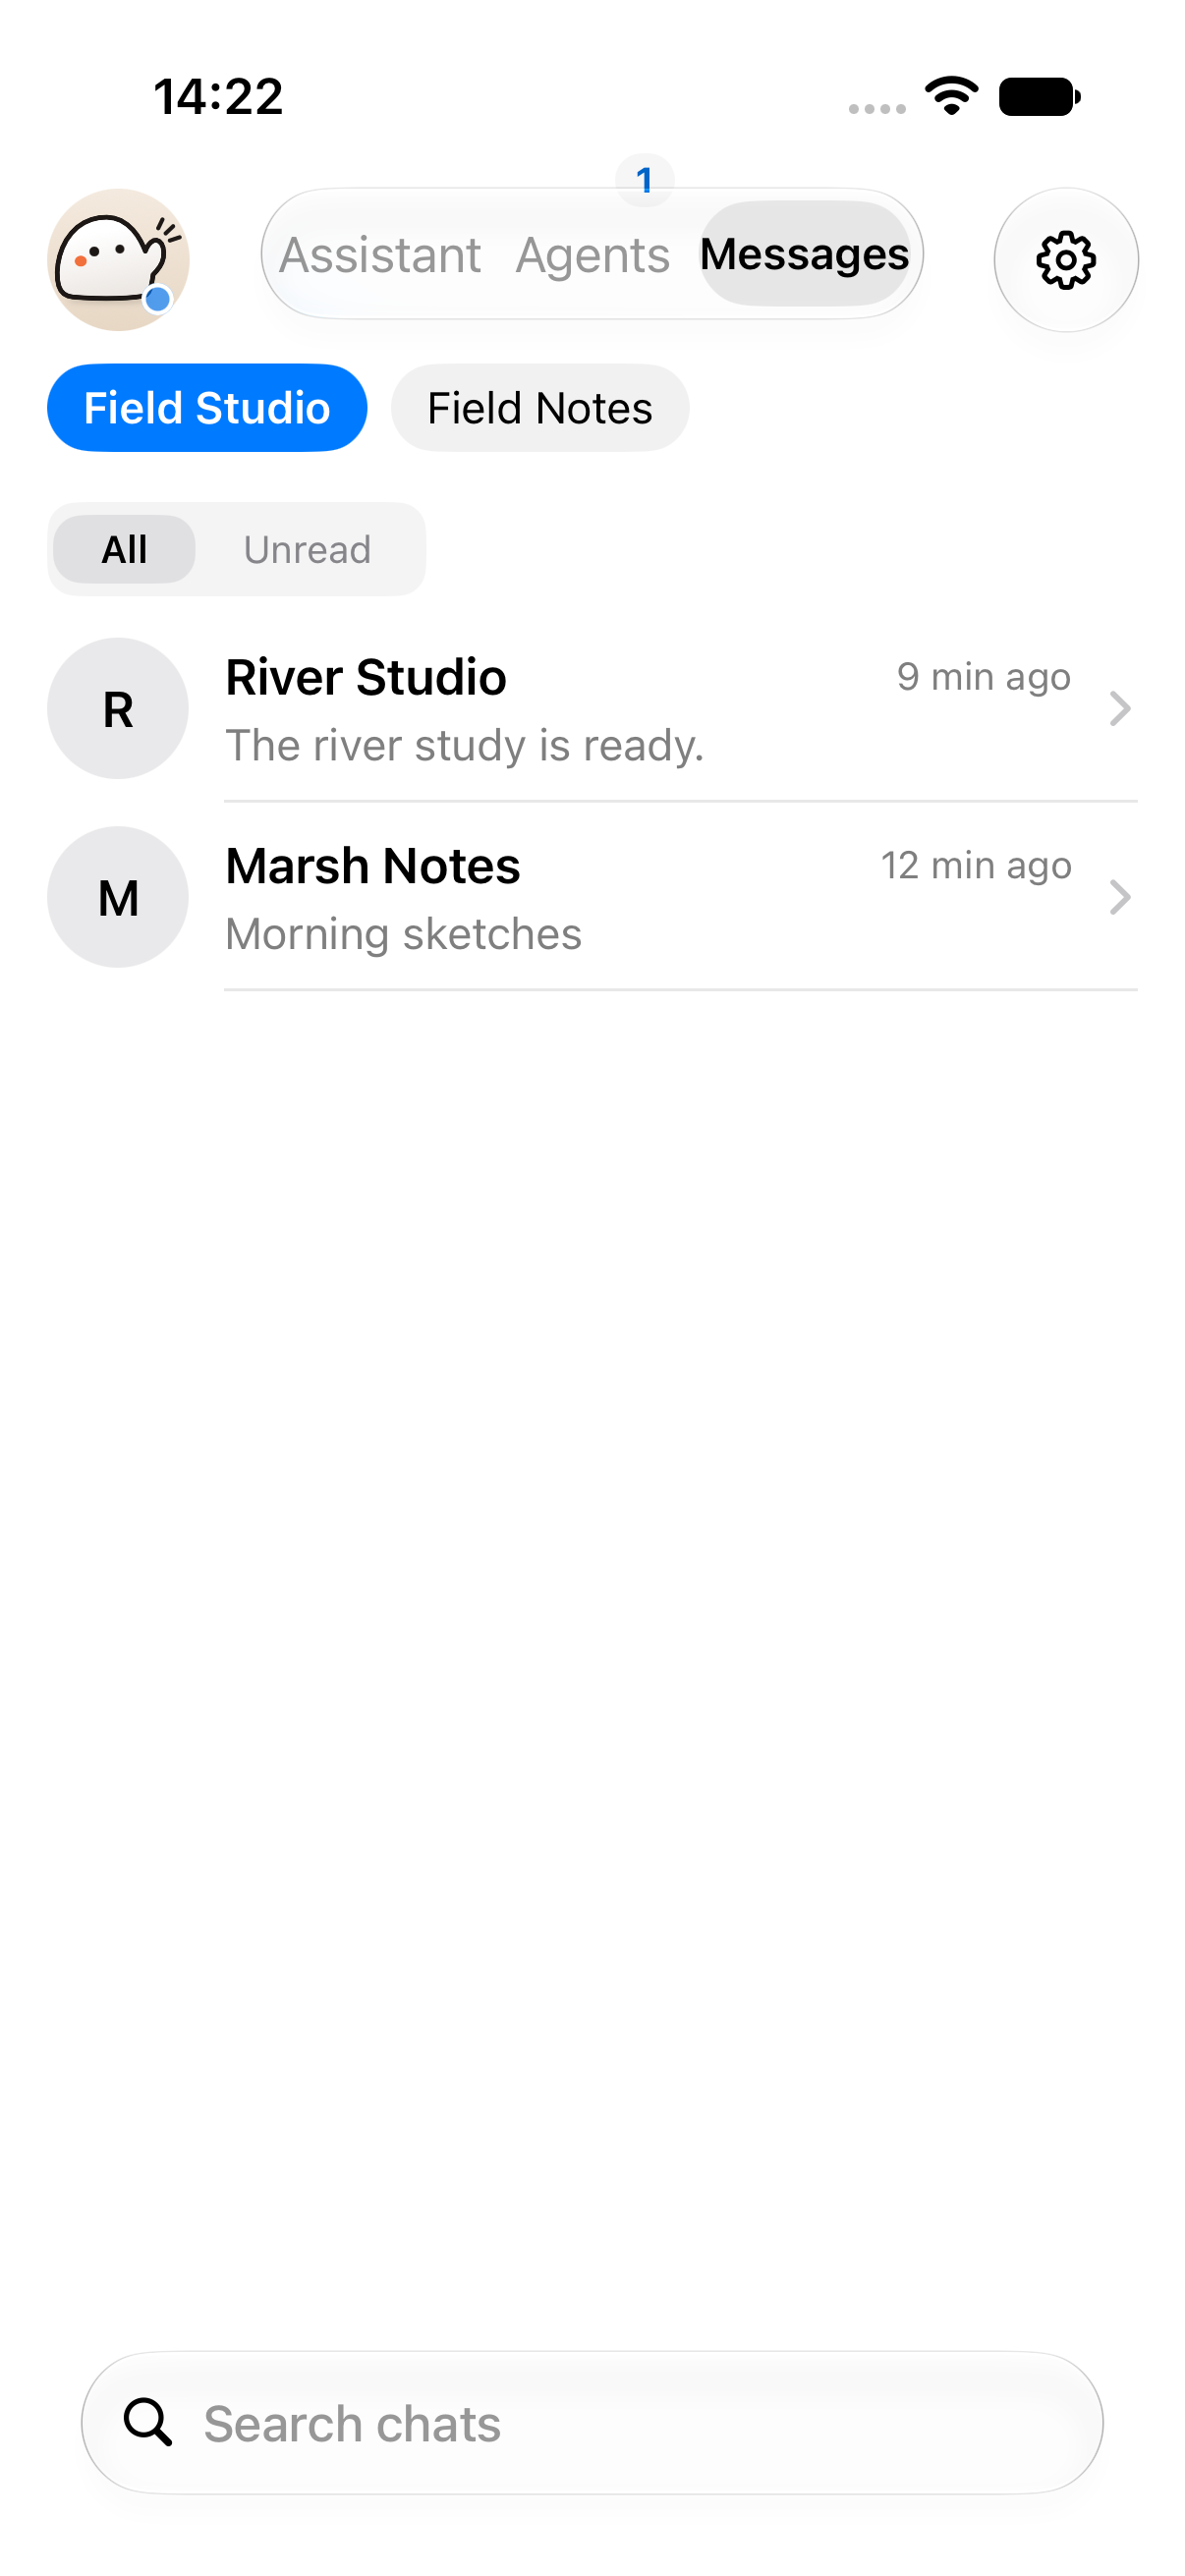 14:22
1
Assistant Agents Messages
Field Studio Field Notes
All Unread
R
River Studio 9 min ago
The river study is ready.
M
Marsh Notes 12 min ago
Morning sketches
Search chats